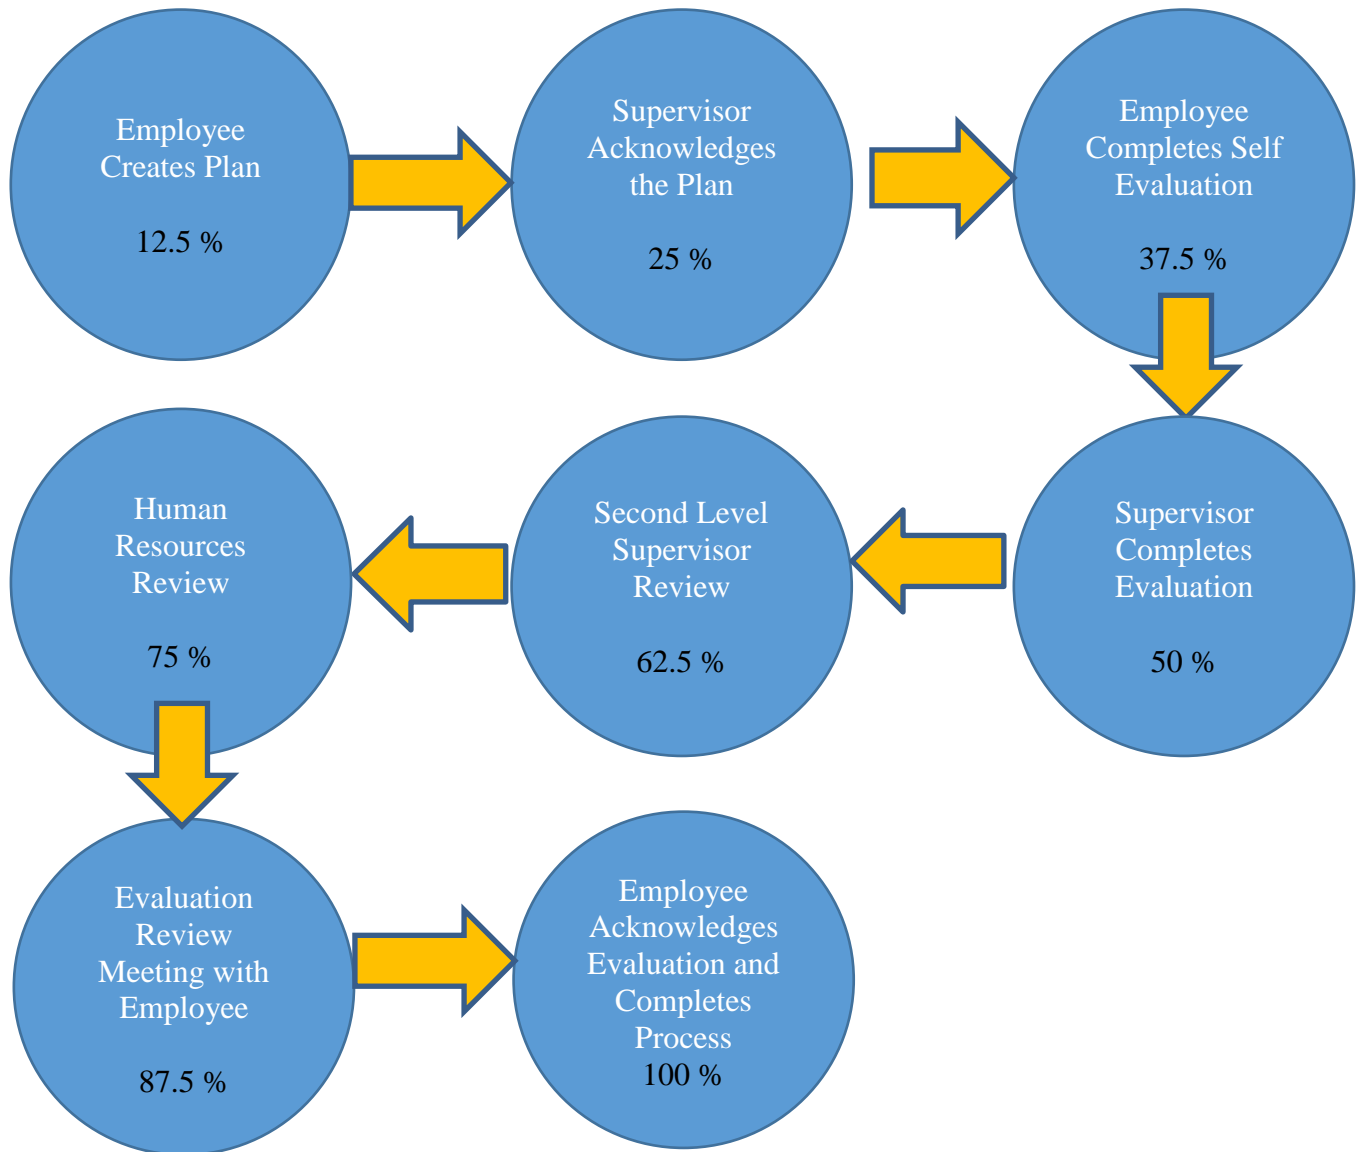 Employee
Creates Plan
12.5 %
Supervisor
Acknowledges
the Plan
25 %
Employee
Completes Self
Evaluation
37.5 %
Supervisor
Completes
Evaluation
50 %
Second Level
Supervisor
Review
62.5 %
Human
Resources
Review
75 %
Evaluation
Review
Meeting with
Employee
87.5 %
Employee
Acknowledges
Evaluation and
Completes
Process
100 %